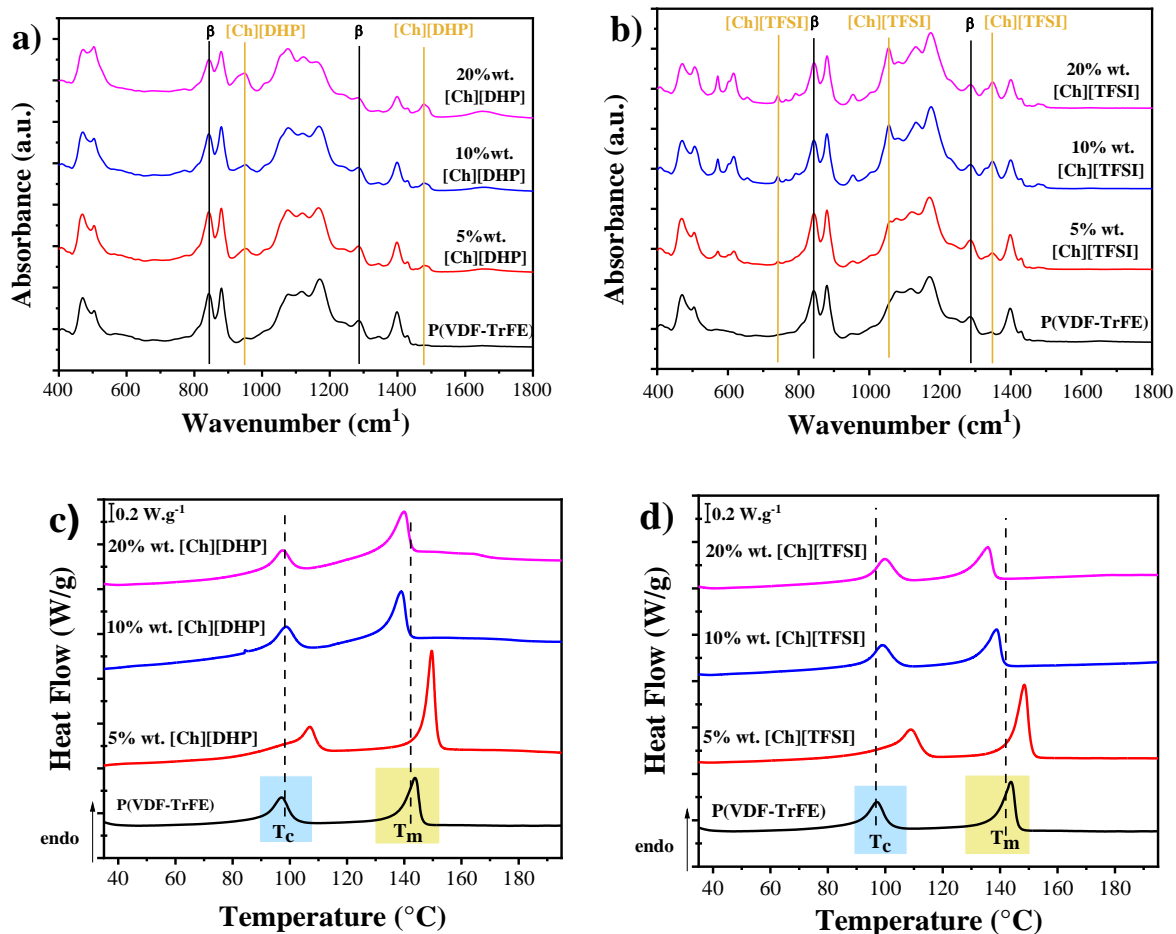 a)
β
[Ch][DHP]
β
[Ch][DHP]
20%wt.
[Ch][DHP]
10%wt.
[Ch][DHP]
5%wt.
[Ch][DHP]
P(VDF-TrFE)
Absorbance (a.u.)
400 600 800 1000 1200 1400 1600 1800
Wavenumber (cm¹)
b)
[Ch][TFSI]
β
[Ch][TFSI]
β
[Ch][TFSI]
20% wt.
[Ch][TFSI]
10% wt.
[Ch][TFSI]
5% wt.
[Ch][TFSI]
P(VDF-TrFE)
Absorbance (a.u.)
400 600 800 1000 1200 1400 1600 1800
Wavenumber (cm¹)
c)
0.2 W.g⁻¹
20% wt. [Ch][DHP]
10% wt. [Ch][DHP]
5% wt. [Ch][DHP]
P(VDF-TrFE)
Tc
Tm
endo
Heat Flow (W/g)
40 60 80 100 120 140 160 180
Temperature (°C)
d)
0.2 W.g⁻¹
20% wt. [Ch][TFSI]
10% wt. [Ch][TFSI]
5% wt. [Ch][TFSI]
P(VDF-TrFE)
Tc
Tm
endo
Heat Flow (W/g)
40 60 80 100 120 140 160 180
Temperature (°C)